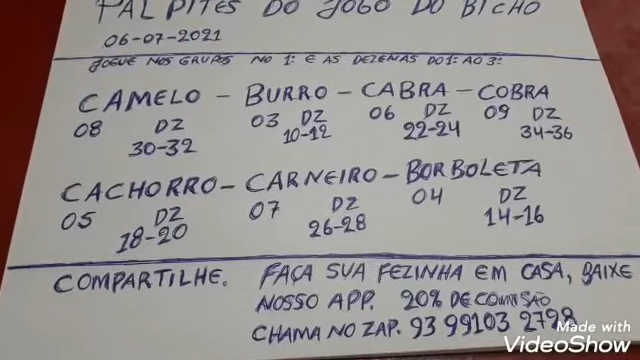 PALPITES DO JOGO DO BICHO
06-07-2021
JOGUE NOS GRUPOS NO 1: E AS DEZENAS DO 1: AO 3:
CAMELO - BURRO - CABRA - COBRA
08 DZ 03 DZ 06 DZ 09 DZ
30-32 10-12 22-24 34-36
CACHORRO - CARNEIRO - BORBOLETA
05 DZ 07 DZ 04 DZ
18-20 26-28 14-16
COMPARTILHE. FAÇA SUA FEZINHA EM CASA, BAIXE
NOSSO APP. 20% DE COMISSÃO
CHAMA NO ZAP. 93 99103 2798
Made with
VideoShow